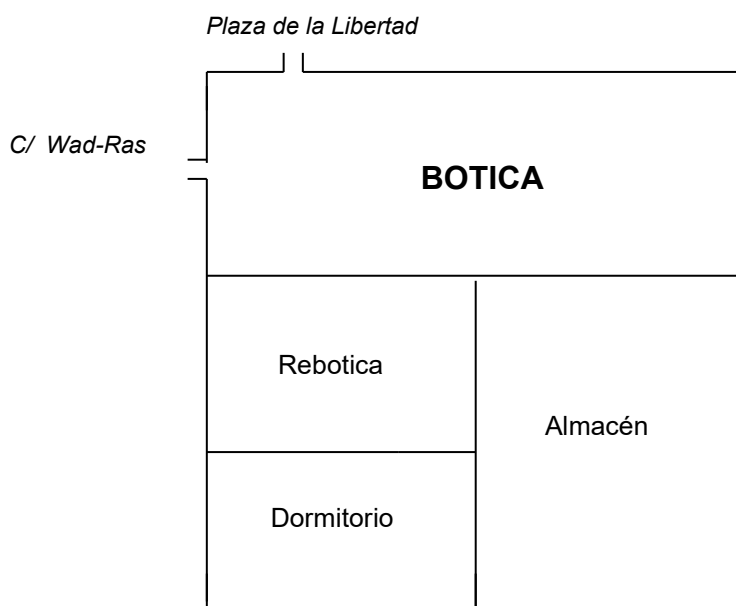 Plaza de la Libertad
C/ Wad-Ras
BOTICA
Rebotica
Almacén
Dormitorio